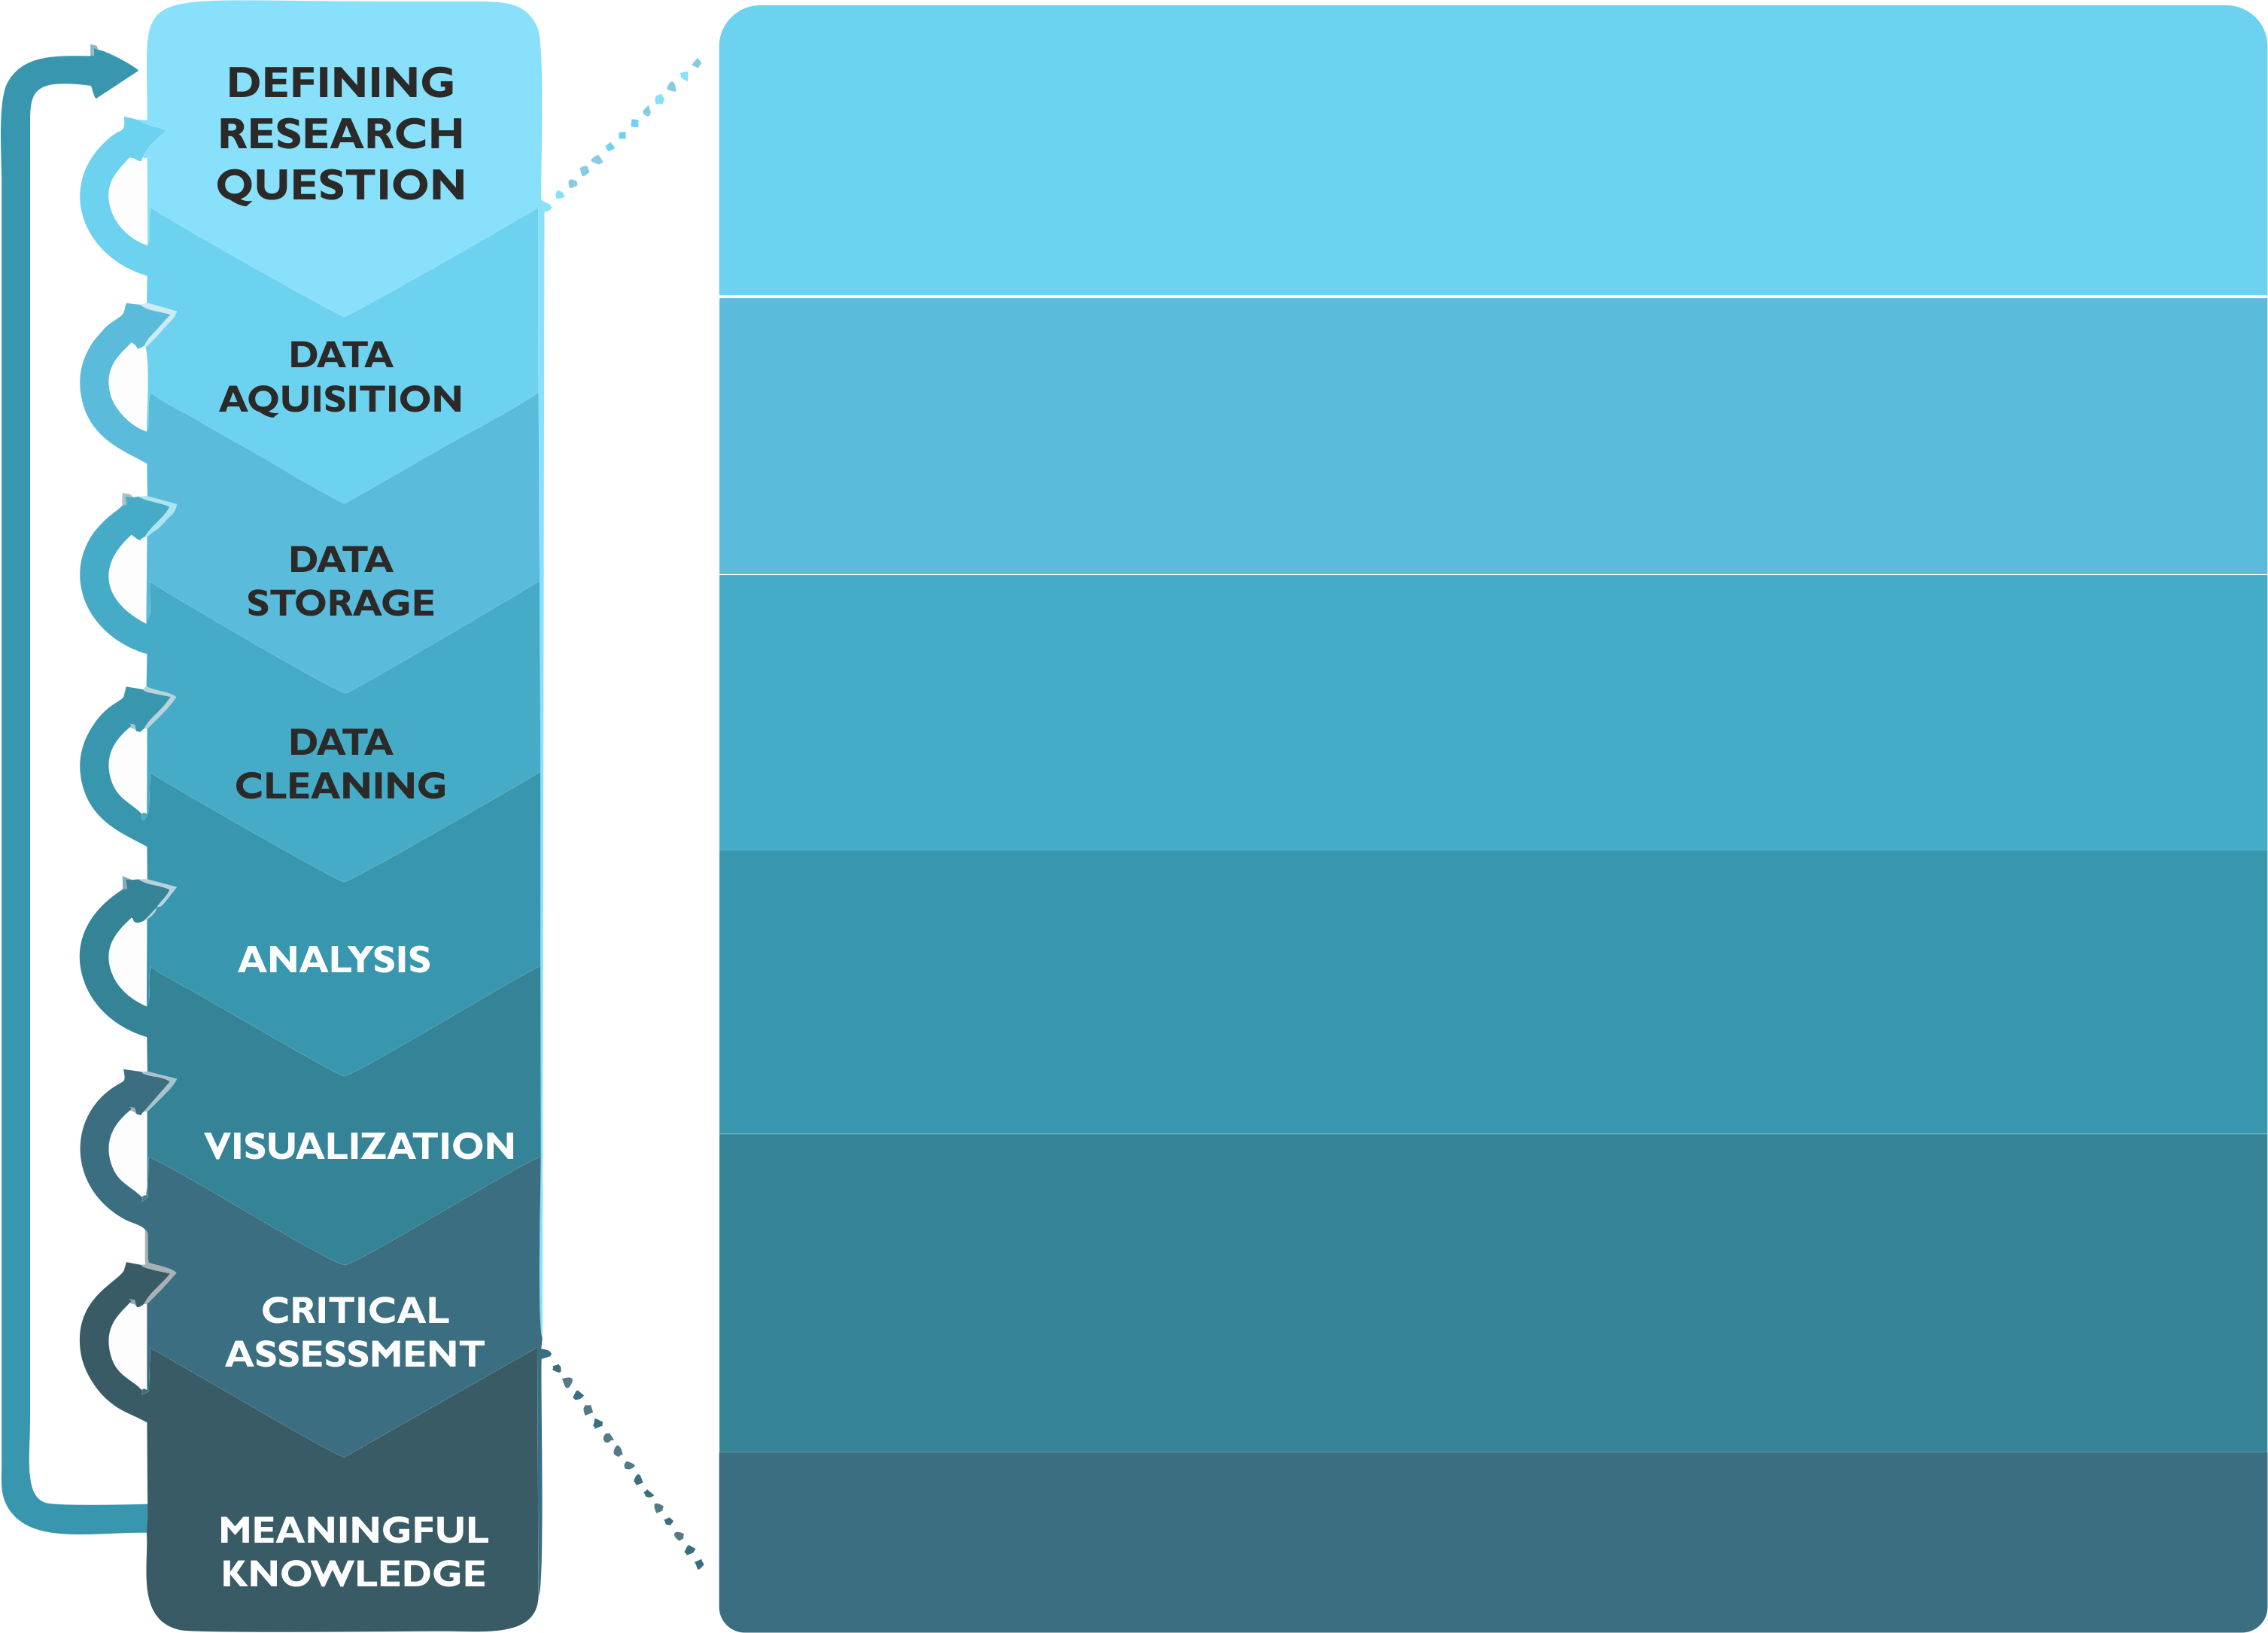 DEFINING
RESEARCH
QUESTION
DATA
AQUISITION
DATA
STORAGE
DATA
CLEANING
ANALYSIS
VISUALIZATION
CRITICAL
ASSESSMENT
MEANINGFUL
KNOWLEDGE